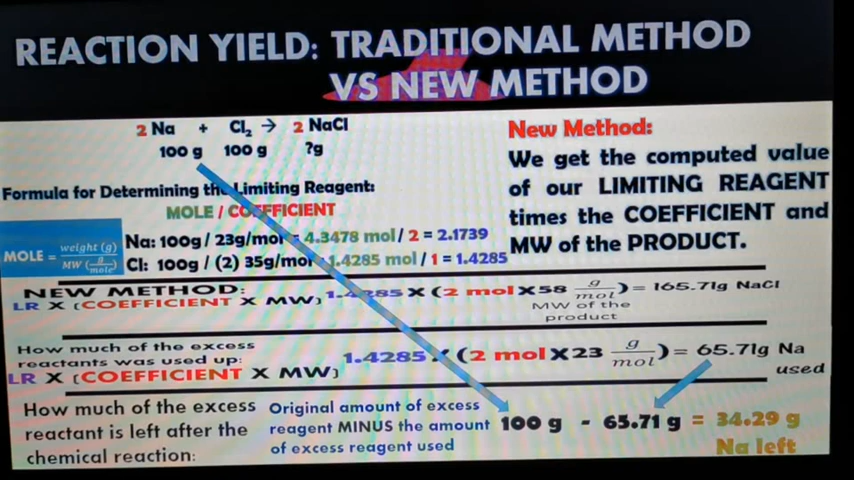 REACTION YIELD: TRADITIONAL METHOD
VS NEW METHOD
2 Na + Cl₂ → 2 NaCl
100 g 100 g ?g
Formula for Determining the Limiting Reagent:
MOLE / COEFFICIENT
MOLE = weight (g) / MW (g/mole)
Na: 100g / 23g/mol = 4.3478 mol/ 2 = 2.1739
Cl: 100g / (2) 35g/mol = 1.4285 mol / 1 = 1.4285
New Method:
We get the computed value
of our LIMITING REAGENT
times the COEFFICIENT and
MW of the PRODUCT.
NEW METHOD:
LR X (COEFFICIENT X MW)
1.4285 X (2 mol X 58 g/mol) = 165.71g NaCl
MW of the
product
How much of the excess
reactants was used up:
LR X (COEFFICIENT X MW)
1.4285 X (2 mol X 23 g/mol) = 65.71g Na
used
How much of the excess
reactant is left after the
chemical reaction:
Original amount of excess
reagent MINUS the amount
of excess reagent used
100 g - 65.71 g = 34.29 g
Na left